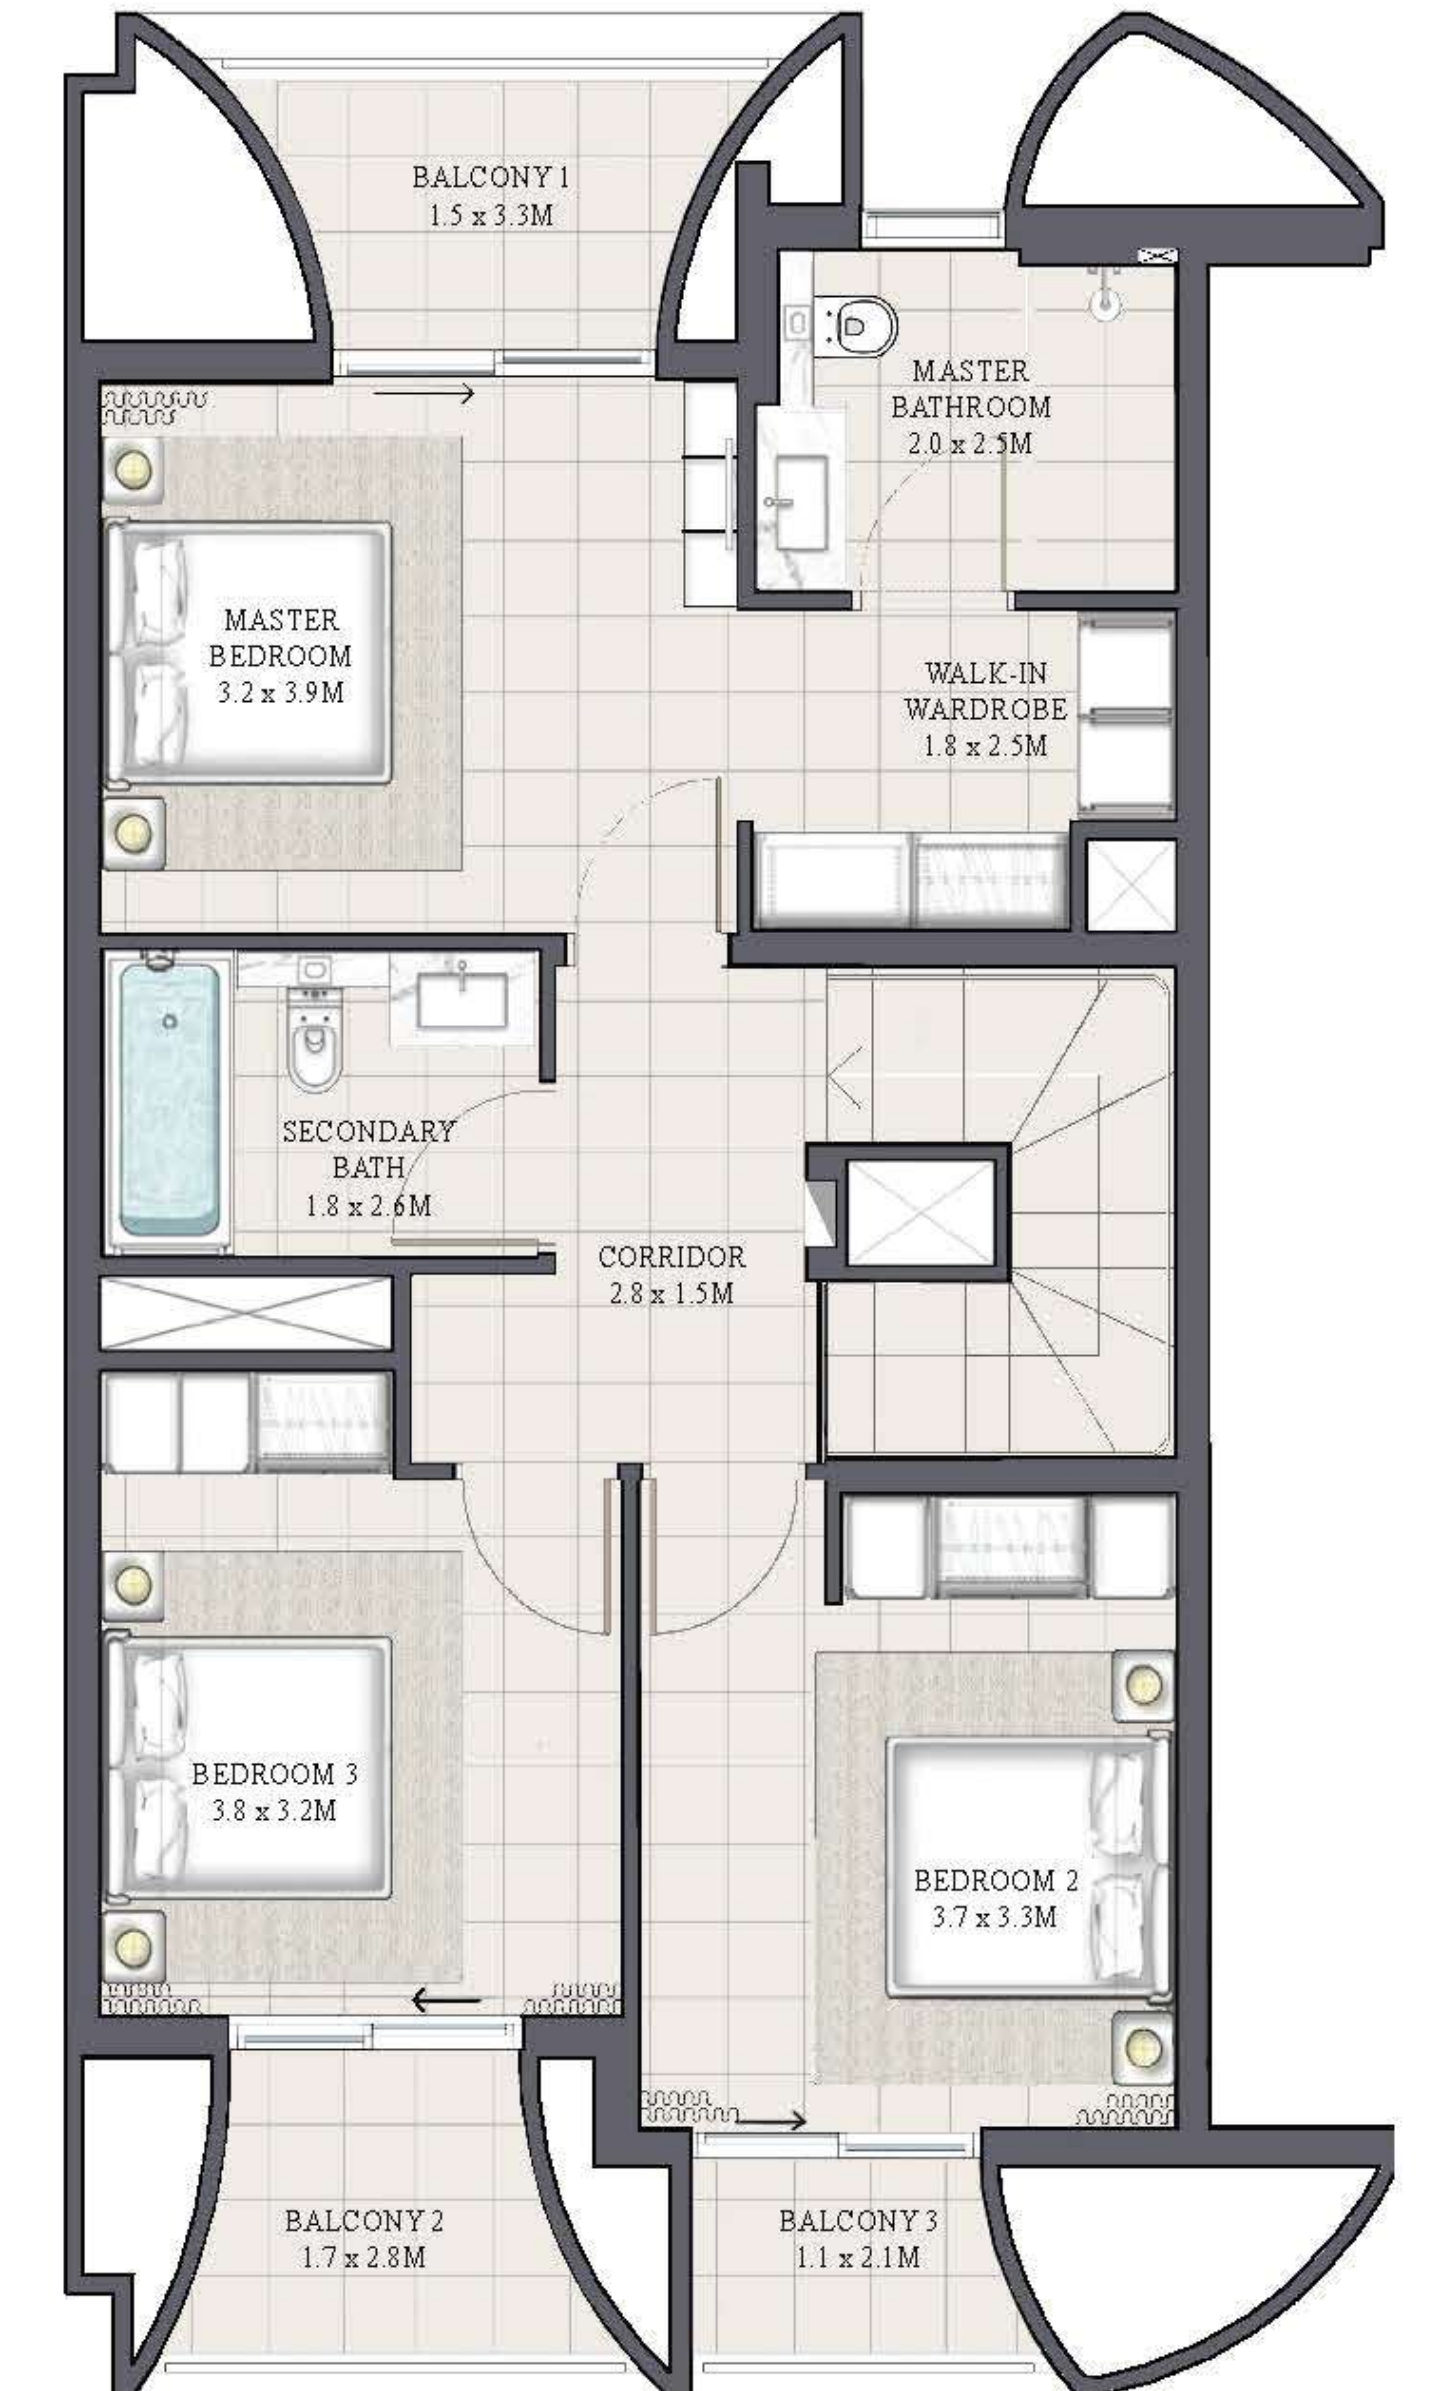 BALCONY 1
1.5 x 3.3M
MASTER
BATHROOM
2.0 x 2.5M
MASTER
BEDROOM
3.2 x 3.9M
WALK-IN
WARDROBE
1.8 x 2.5M
SECONDARY
BATH
1.8 x 2.6M
CORRIDOR
2.8 x 1.5M
BEDROOM 3
3.8 x 3.2M
BEDROOM 2
3.7 x 3.3M
BALCONY 2
1.7 x 2.8M
BALCONY 3
1.1 x 2.1M